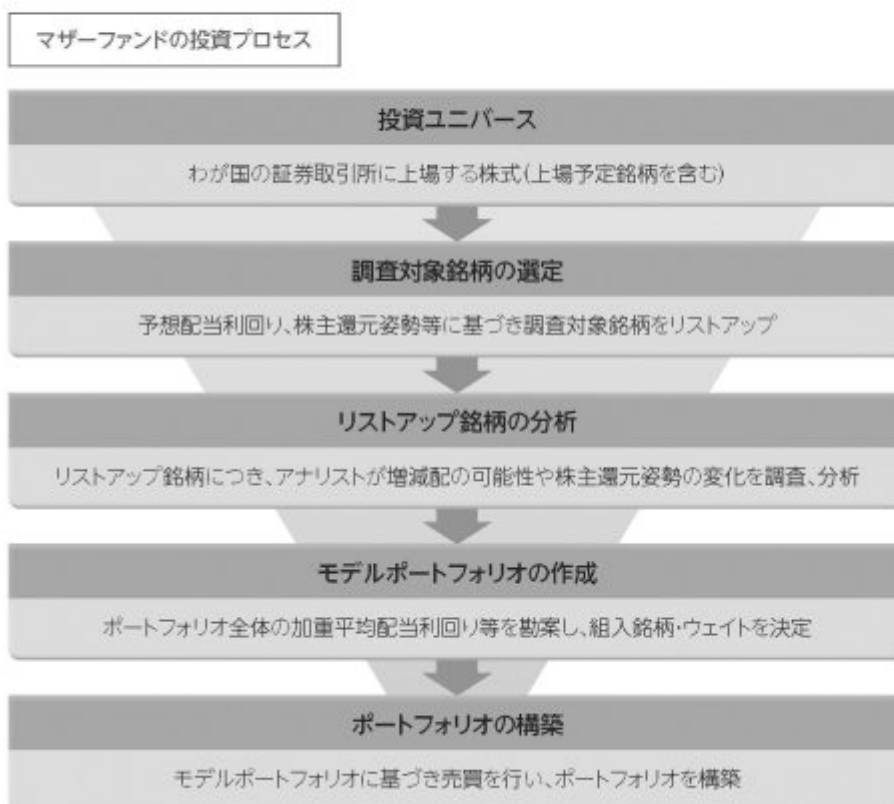 マザーファンドの投資プロセス
投資ユニバース
わが国の証券取引所に上場する株式(上場予定銘柄を含む)
調査対象銘柄の選定
予想配当利回り、株主還元姿勢等に基づき調査対象銘柄をリストアップ
リストアップ銘柄の分析
リストアップ銘柄につき、アナリストが増減配の可能性や株主還元姿勢の変化を調査、分析
モデルポートフォリオの作成
ポートフォリオ全体の加重平均配当利回り等を勘案し、組入銘柄・ウェイトを決定
ポートフォリオの構築
モデルポートフォリオに基づき売買を行い、ポートフォリオを構築